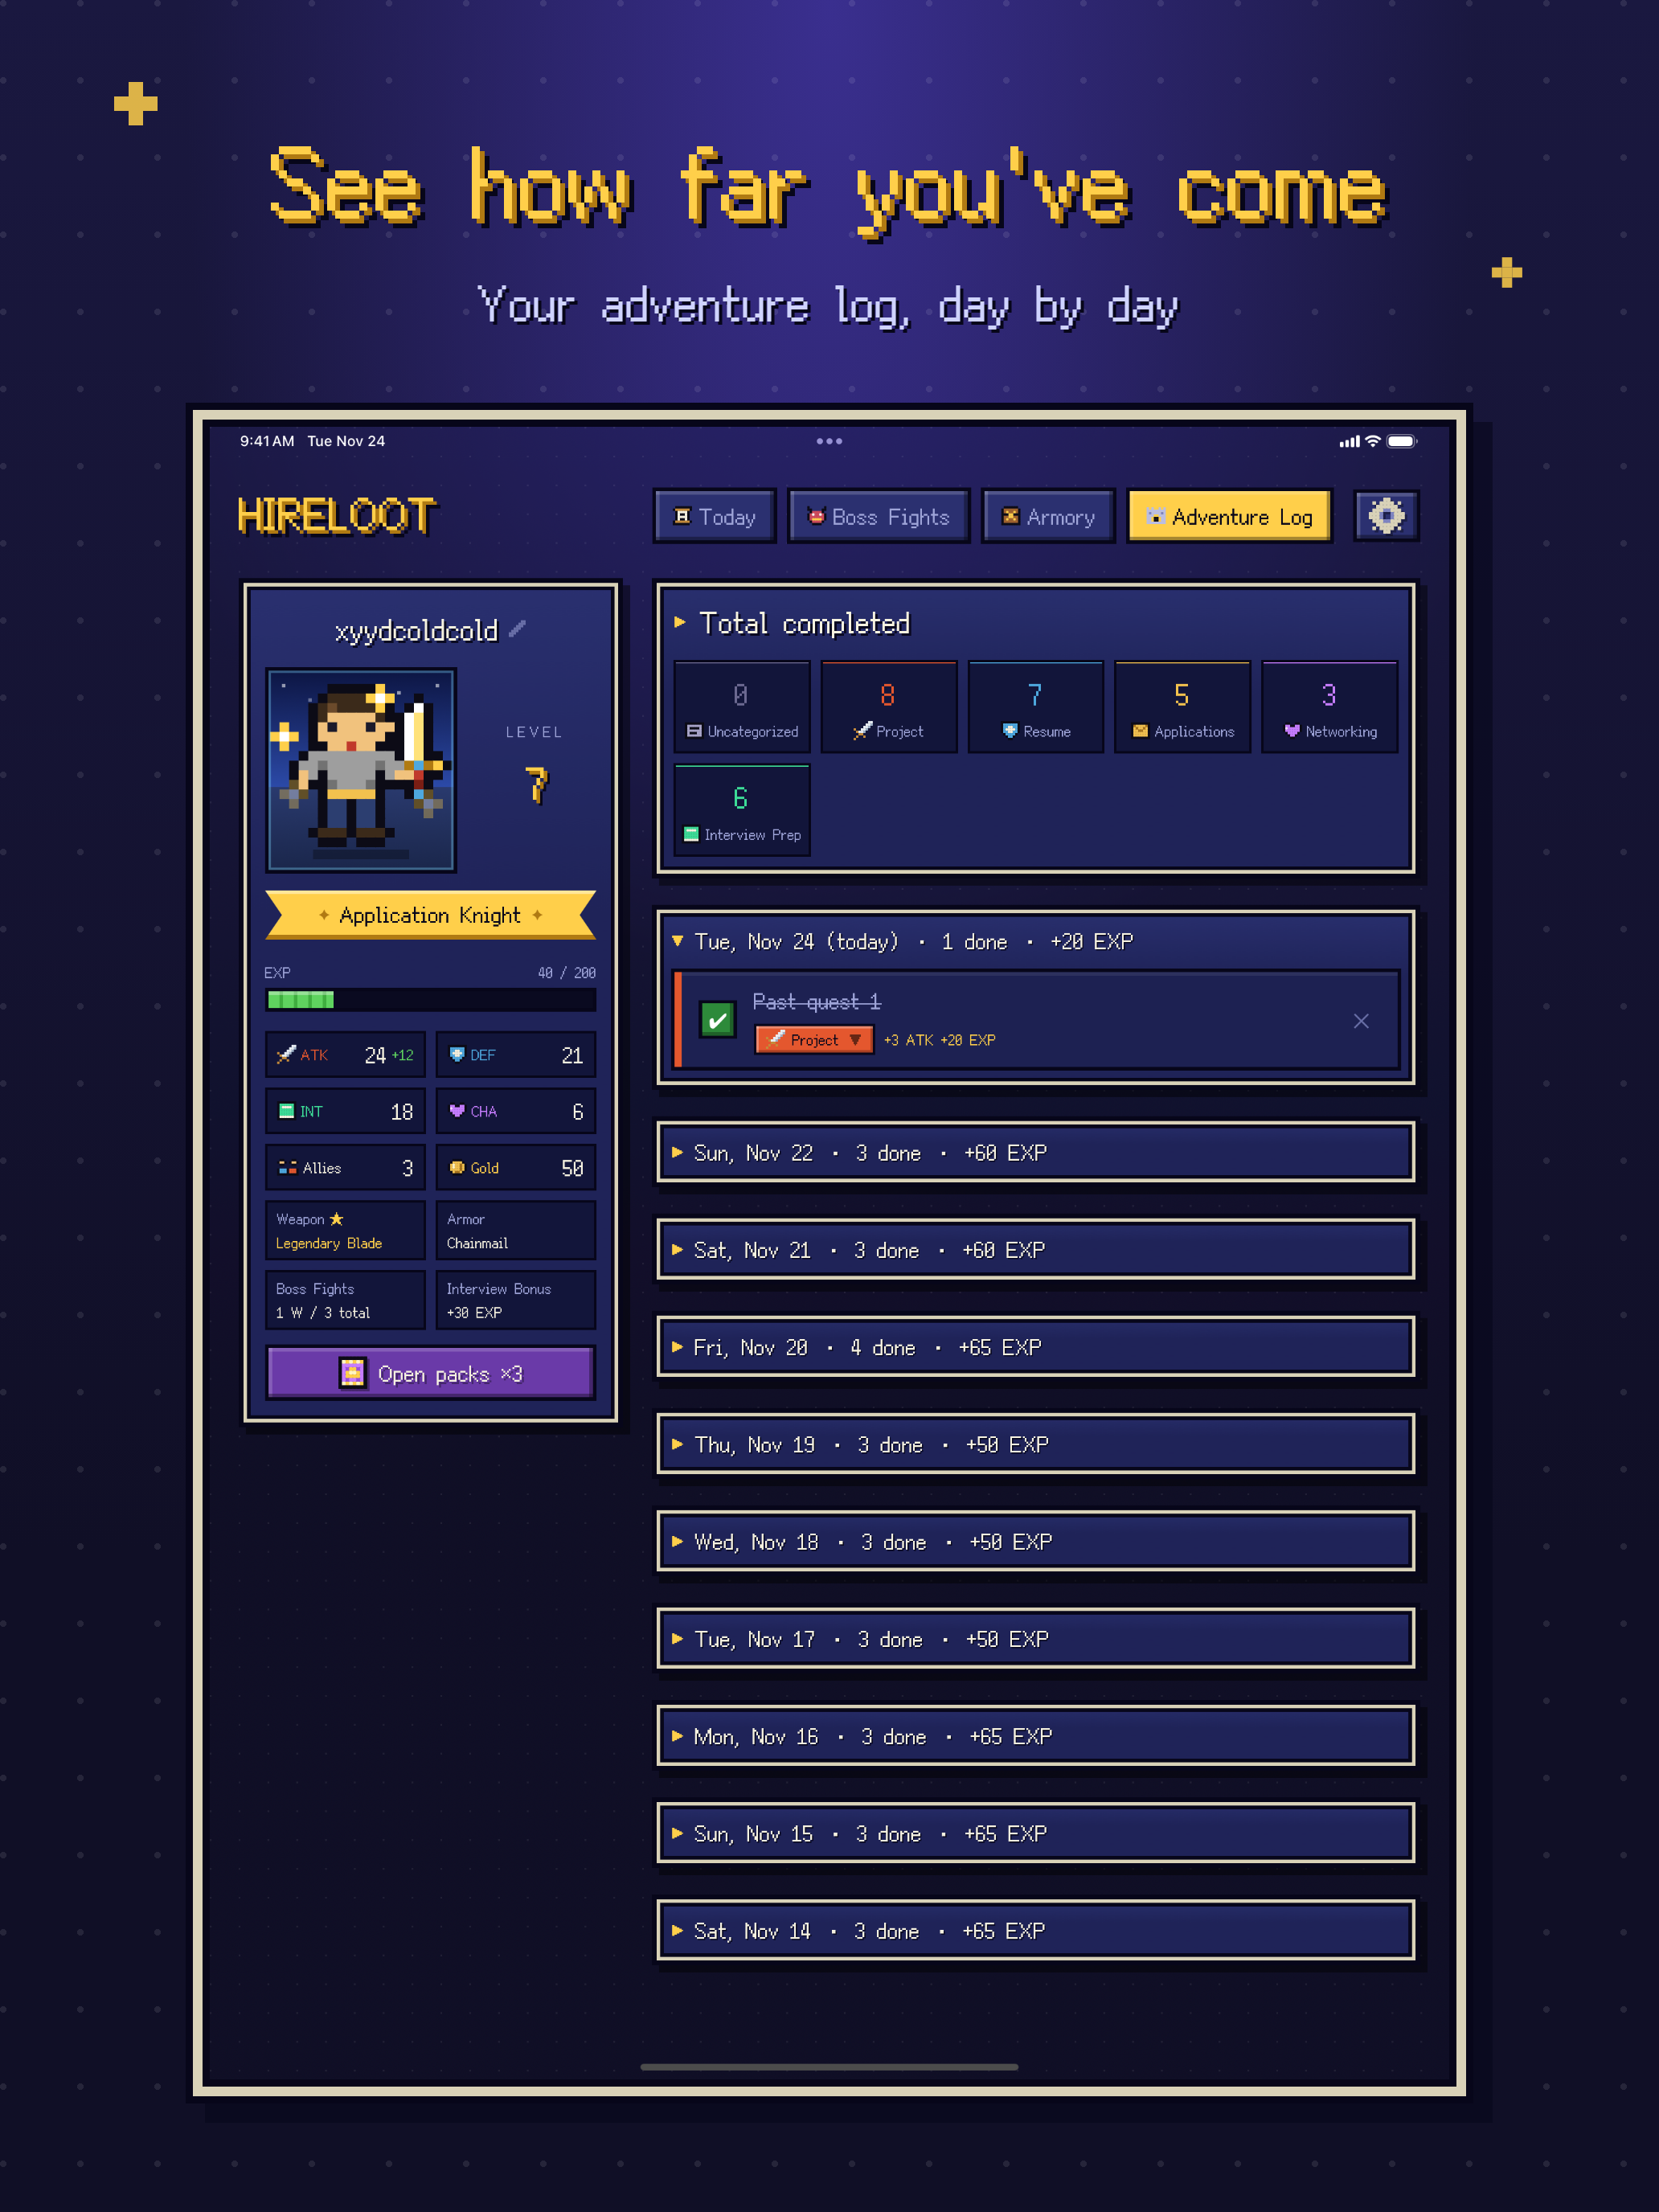 See how far you've come
Your adventure log, day by day
9:41 AM Tue Nov 24
HIRELOOT
Today
Boss Fights
Armory
Adventure Log
xyydcoldcold
LEVEL
7
Application Knight
EXP 40 / 200
ATK 24 +12
DEF 21
INT 18
CHA 6
Allies 3
Gold 50
Weapon
Legendary Blade
Armor
Chainmail
Boss Fights
1 W / 3 total
Interview Bonus
+30 EXP
Open packs ×3
Total completed
0
Uncategorized
8
Project
7
Resume
5
Applications
3
Networking
6
Interview Prep
Tue, Nov 24 (today) · 1 done · +20 EXP
Past quest 1
Project ▼ +3 ATK +20 EXP
Sun, Nov 22 · 3 done · +60 EXP
Sat, Nov 21 · 3 done · +60 EXP
Fri, Nov 20 · 4 done · +65 EXP
Thu, Nov 19 · 3 done · +50 EXP
Wed, Nov 18 · 3 done · +50 EXP
Tue, Nov 17 · 3 done · +50 EXP
Mon, Nov 16 · 3 done · +65 EXP
Sun, Nov 15 · 3 done · +65 EXP
Sat, Nov 14 · 3 done · +65 EXP